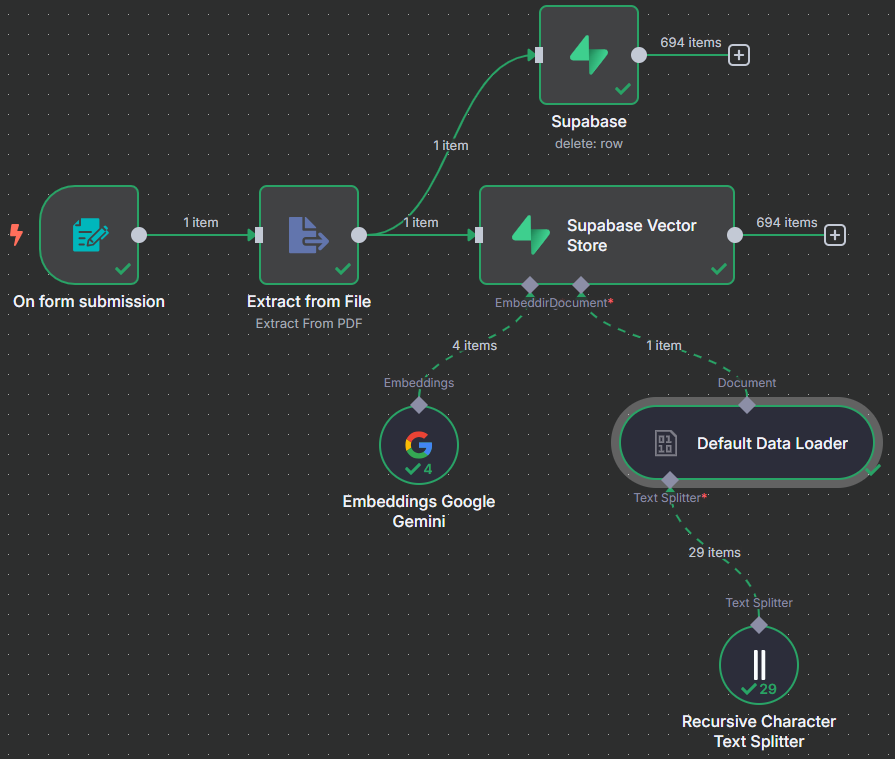 694 items
Supabase
delete: row
1 item
1 item
1 item
694 items
Supabase Vector
Store
On form submission
Extract from File
Extract From PDF
EmbeddirDocument*
4 items
1 item
Embeddings
Document
0110
10
Default Data Loader
4
Embeddings Google
Gemini
Text Splitter*
29 items
Text Splitter
29
Recursive Character
Text Splitter